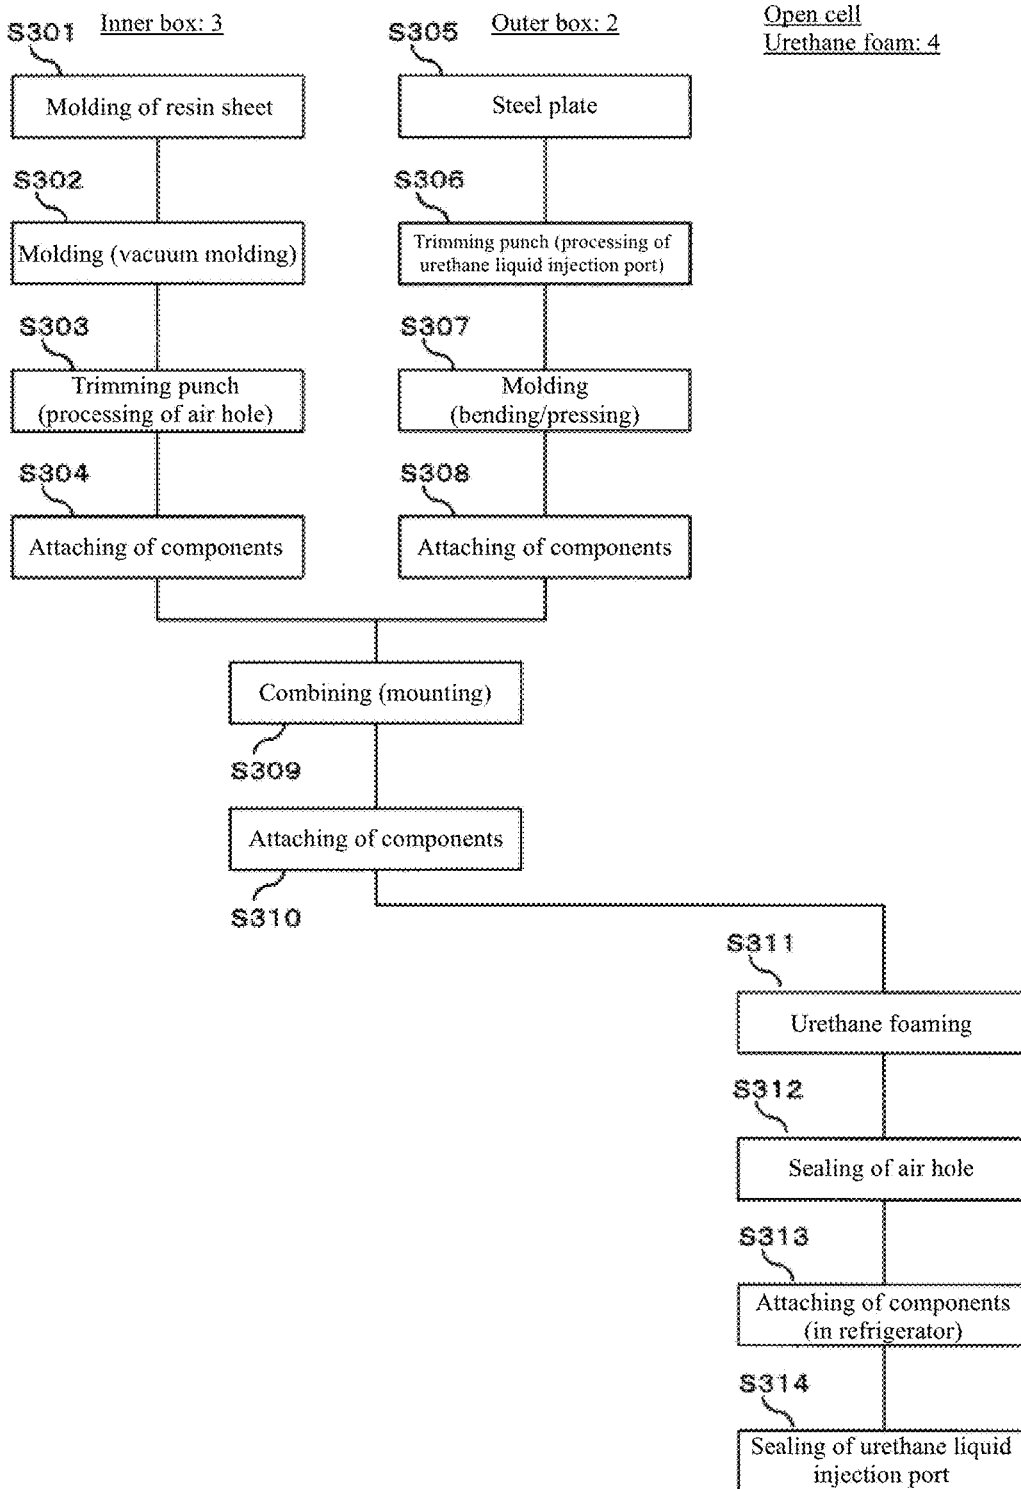 Inner box: 3
Outer box: 2
Open cell
Urethane foam: 4
S301
Molding of resin sheet
S305
Steel plate
S302
Molding (vacuum molding)
S306
Trimming punch (processing of
urethane liquid injection port)
S303
Trimming punch
(processing of air hole)
S307
Molding
(bending/pressing)
S304
Attaching of components
S308
Attaching of components
Combining (mounting)
S309
Attaching of components
S310
S311
Urethane foaming
S312
Sealing of air hole
S313
Attaching of components
(in refrigerator)
S314
Sealing of urethane liquid
injection port